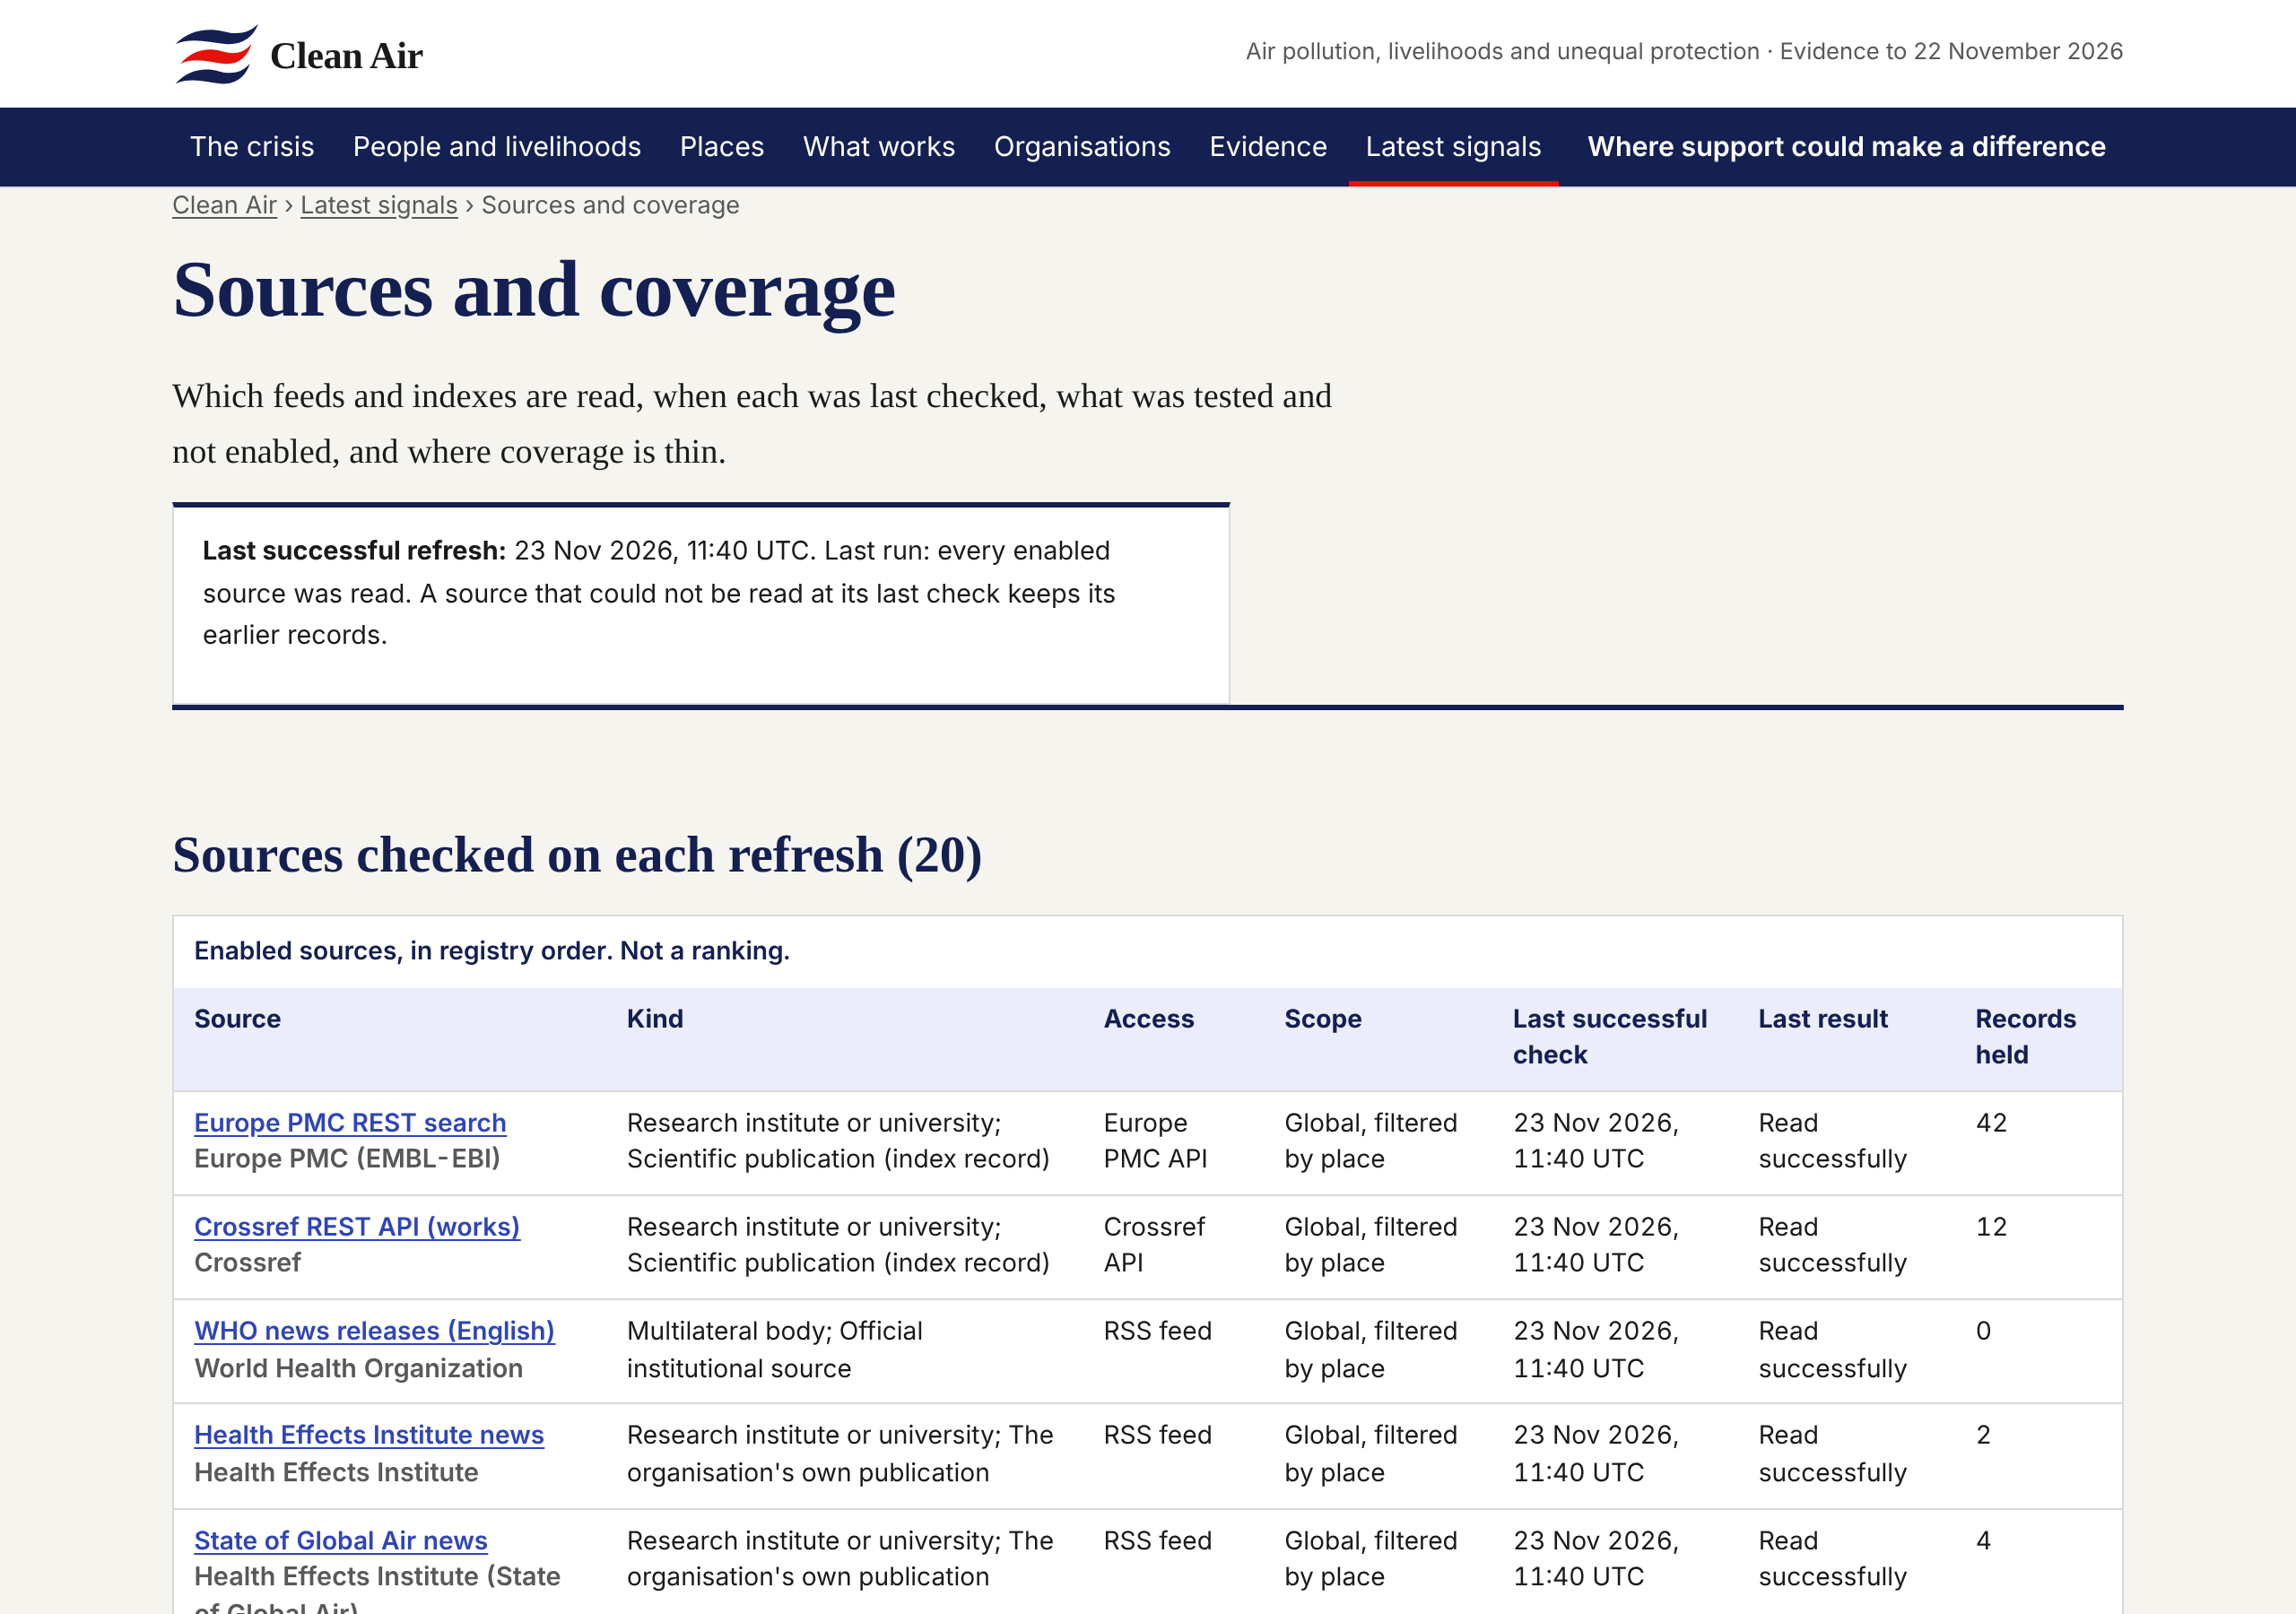 Clean Air
Air pollution, livelihoods and unequal protection · Evidence to 22 November 2026
The crisis People and livelihoods Places What works Organisations Evidence Latest signals Where support could make a difference
Clean Air › Latest signals › Sources and coverage
Sources and coverage
Which feeds and indexes are read, when each was last checked, what was tested and
not enabled, and where coverage is thin.
Last successful refresh: 23 Nov 2026, 11:40 UTC. Last run: every enabled
source was read. A source that could not be read at its last check keeps its
earlier records.
Sources checked on each refresh (20)
Enabled sources, in registry order. Not a ranking.
Source Kind Access Scope Last successful Last result Records
check held
Europe PMC REST search Research institute or university; Europe Global, filtered 23 Nov 2026, Read 42
Europe PMC (EMBL-EBI) Scientific publication (index record) PMC API by place 11:40 UTC successfully
Crossref REST API (works) Research institute or university; Crossref Global, filtered 23 Nov 2026, Read 12
Crossref Scientific publication (index record) API by place 11:40 UTC successfully
WHO news releases (English) Multilateral body; Official RSS feed Global, filtered 23 Nov 2026, Read 0
World Health Organization institutional source by place 11:40 UTC successfully
Health Effects Institute news Research institute or university; The RSS feed Global, filtered 23 Nov 2026, Read 2
Health Effects Institute organisation's own publication by place 11:40 UTC successfully
State of Global Air news Research institute or university; The RSS feed Global, filtered 23 Nov 2026, Read 4
Health Effects Institute (State organisation's own publication by place 11:40 UTC successfully
of Global Air)